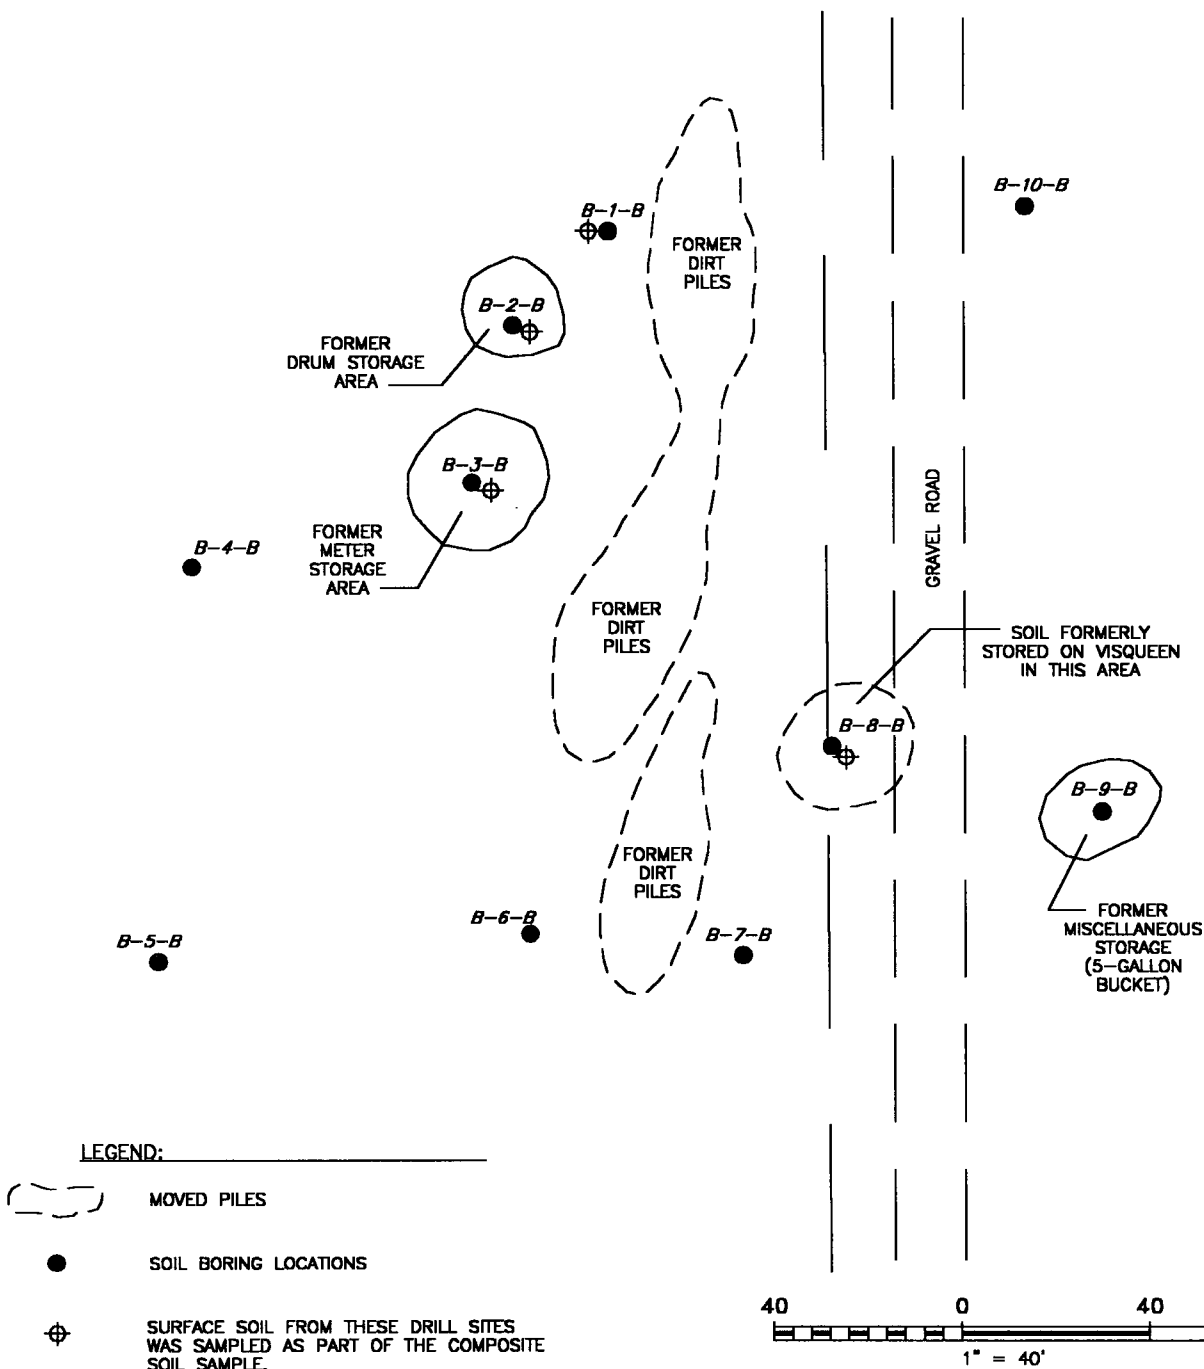 B-10-B
B-1-B
FORMER
DIRT
PILES
B-2-B
FORMER
DRUM STORAGE
AREA
B-3-B
FORMER
METER
STORAGE
AREA
B-4-B
GRAVEL ROAD
FORMER
DIRT
PILES
SOIL FORMERLY
STORED ON VISQUEEN
IN THIS AREA
B-8-B
B-9-B
FORMER
DIRT
PILES
B-6-B
B-7-B
B-5-B
FORMER
MISCELLANEOUS
STORAGE
(5-GALLON
BUCKET)
LEGEND:
MOVED PILES
SOIL BORING LOCATIONS
SURFACE SOIL FROM THESE DRILL SITES
WAS SAMPLED AS PART OF THE COMPOSITE
SOIL SAMPLE.
40 0 40
1" = 40'